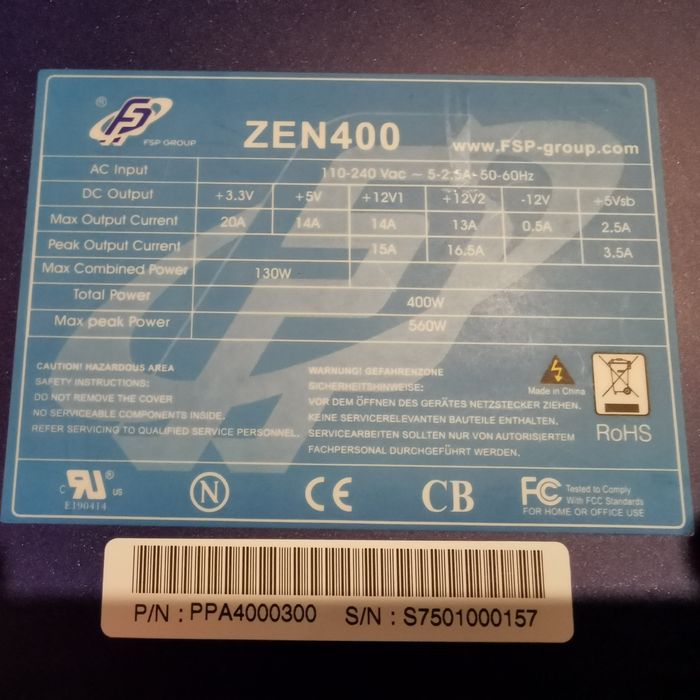 ® FSP GROUP ZEN400 www.FSP-group.com
AC Input 110-240 Vac ~ 5-2.5A 50-60Hz
DC Output +3.3V +5V +12V1 +12V2 -12V +5Vsb
Max Output Current 20A 14A 14A 13A 0.5A 2.5A
Peak Output Current 15A 16.5A 3.5A
Max Combined Power 130W
Total Power 400W
Max peak Power 560W
CAUTION! HAZARDOUS AREA
SAFETY INSTRUCTIONS:
DO NOT REMOVE THE COVER
NO SERVICEABLE COMPONENTS INSIDE.
REFER SERVICING TO QUALIFIED SERVICE PERSONNEL.
WARNUNG! GEFAHRENZONE
SICHERHEITSHINWEISE:
VOR DEM ÖFFNEN DES GERÄTES NETZSTECKER ZIEHEN.
KEINE SERVICERELEVANTEN BAUTEILE ENTHALTEN.
SERVICEARBEITEN SOLLTEN NUR VON AUTORISIERTEM
FACHPERSONAL DURCHGEFÜHRT WERDEN.
Made in China
RoHS
C RU ® US
E190414
N
CE
CB
FC Tested to Comply
With FCC Standards
FOR HOME OR OFFICE USE
P/N : PPA4000300 S/N : S7501000157